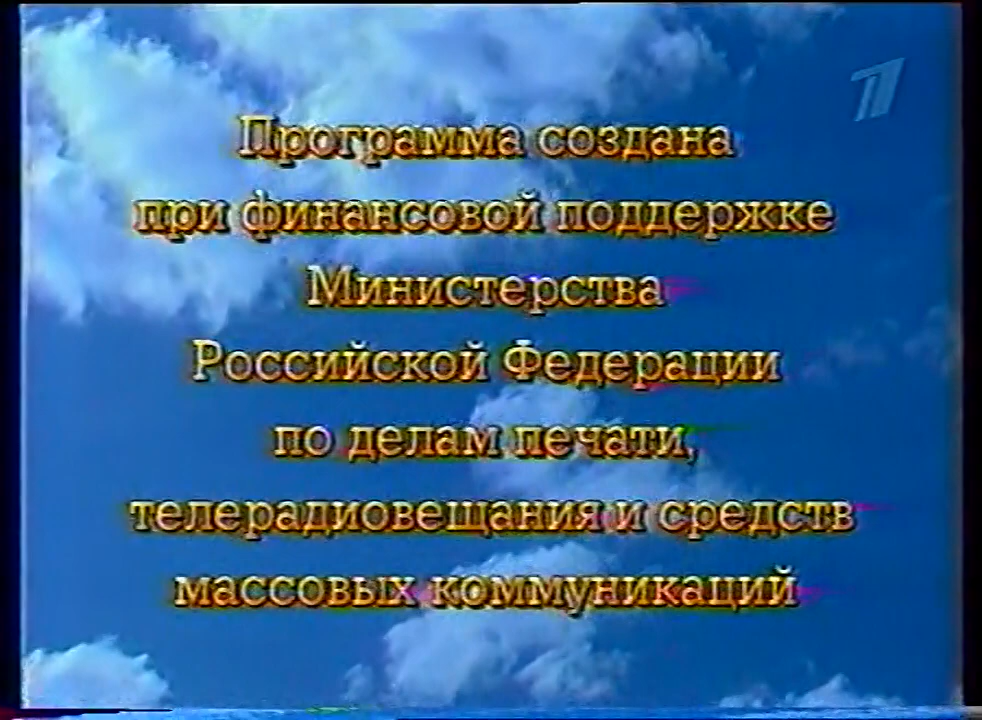 Программа создана
при финансовой поддержке
Министерства
Российской Федерации
по делам печати,
телерадиовещания и средств
массовых коммуникаций